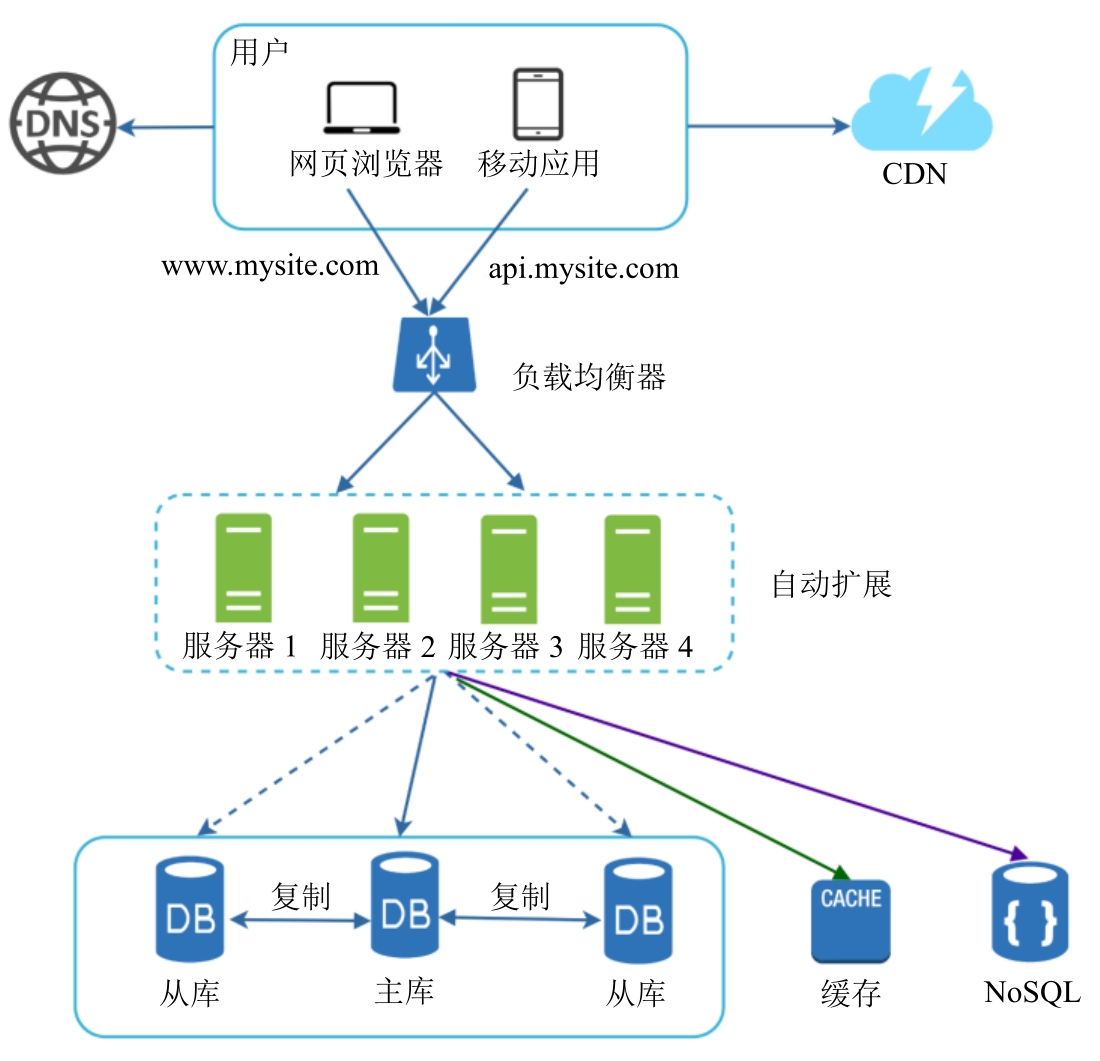 用户
DNS
网页浏览器
移动应用
CDN
www.mysite.com
api.mysite.com
负载均衡器
自动扩展
服务器 1
服务器 2
服务器 3
服务器 4
复制
复制
DB
DB
DB
CACHE
{ }
从库
主库
从库
缓存
NoSQL